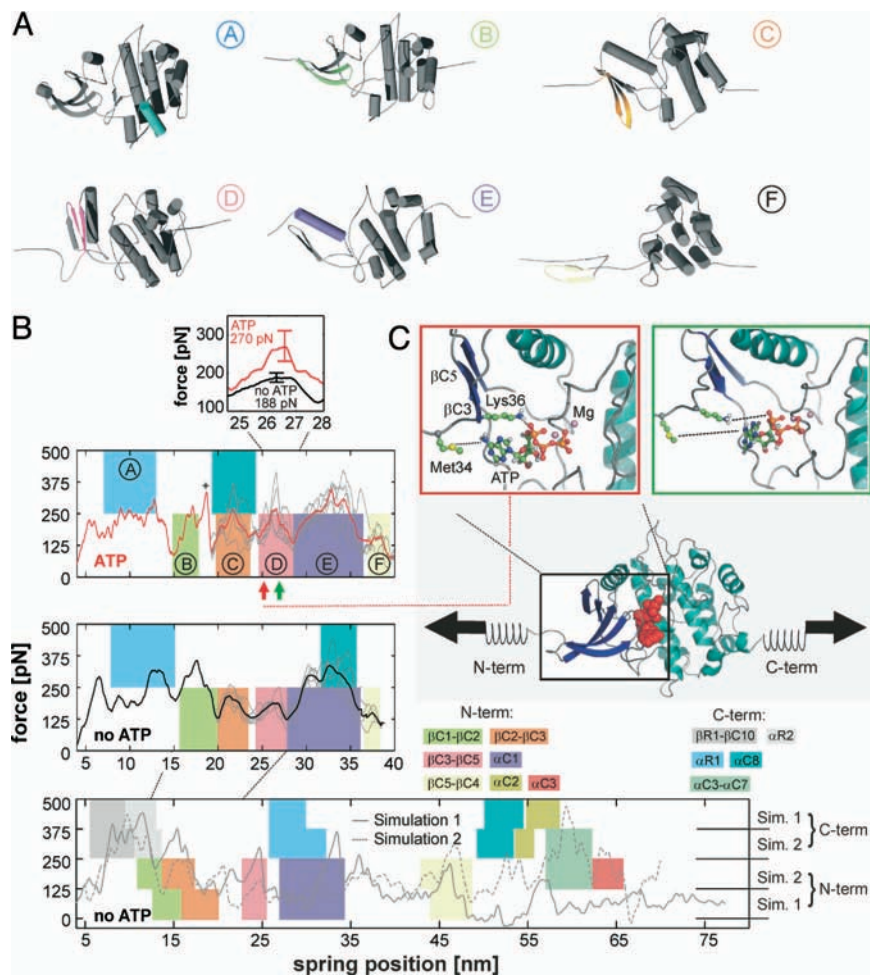 A
A
B
C
D
E
F
B
ATP
270 pN
no ATP
188 pN
force [pN]
300
200
100
25 26 27 28
C
βC5
βC3
Lys36
Mg
Met34
ATP
500
375
250
125
0
A
+
B
C
D
E
F
ATP
N-term
C-term
500
375
250
125
0
no ATP
5 10 15 20 25 30 35 40
force [pN]
N-term:
βC1-βC2
βC2-βC3
βC3-βC5
αC1
βC5-βC4
αC2
αC3
C-term:
βR1-βC10
αR2
αR1
αC8
αC3-αC7
500
375
250
125
0
Simulation 1
Simulation 2
no ATP
Sim. 1
Sim. 2
C-term
Sim. 2
Sim. 1
N-term
5 15 25 35 45 55 65 75
spring position [nm]